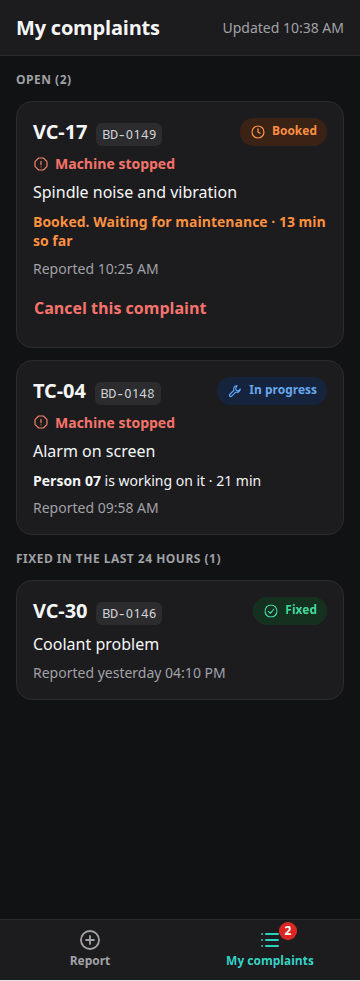 My complaints
Updated 10:38 AM
OPEN (2)
VC-17 BD-0149 Booked
Machine stopped
Spindle noise and vibration
Booked. Waiting for maintenance · 13 min
so far
Reported 10:25 AM
Cancel this complaint
TC-04 BD-0148 In progress
Machine stopped
Alarm on screen
Person 07 is working on it · 21 min
Reported 09:58 AM
FIXED IN THE LAST 24 HOURS (1)
VC-30 BD-0146 Fixed
Coolant problem
Reported yesterday 04:10 PM
2
Report
My complaints